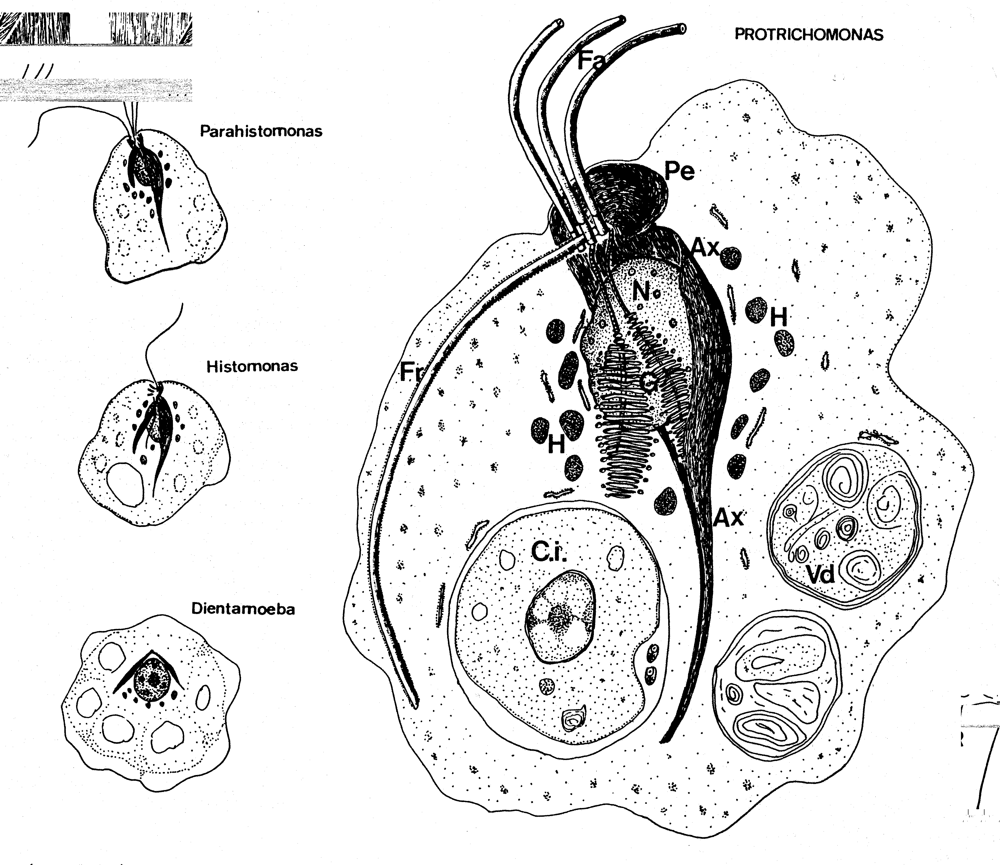 PROTRICHOMONAS
Fa
Parahistomonas
Pe
Ax
N
H
Histomonas
Fr
G
H
Ax
C.i.
Vd
Dientamoeba